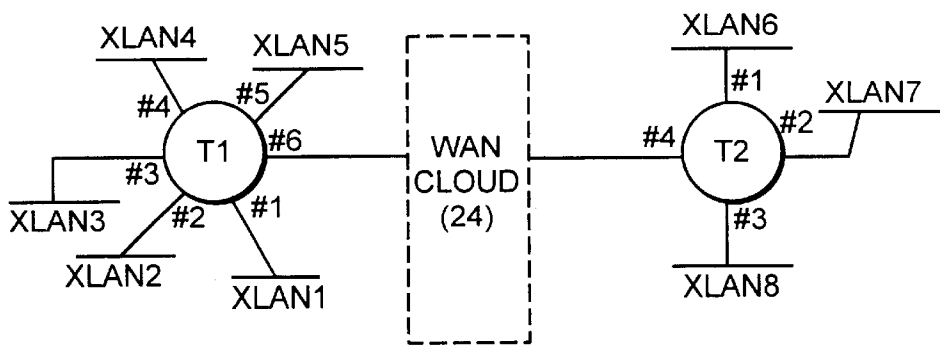 XLAN4
XLAN5
#4
#5
T1
#6
#3
#2
#1
XLAN3
XLAN2
XLAN1
WAN
CLOUD
(24)
XLAN6
#1
XLAN7
#2
#4
T2
#3
XLAN8